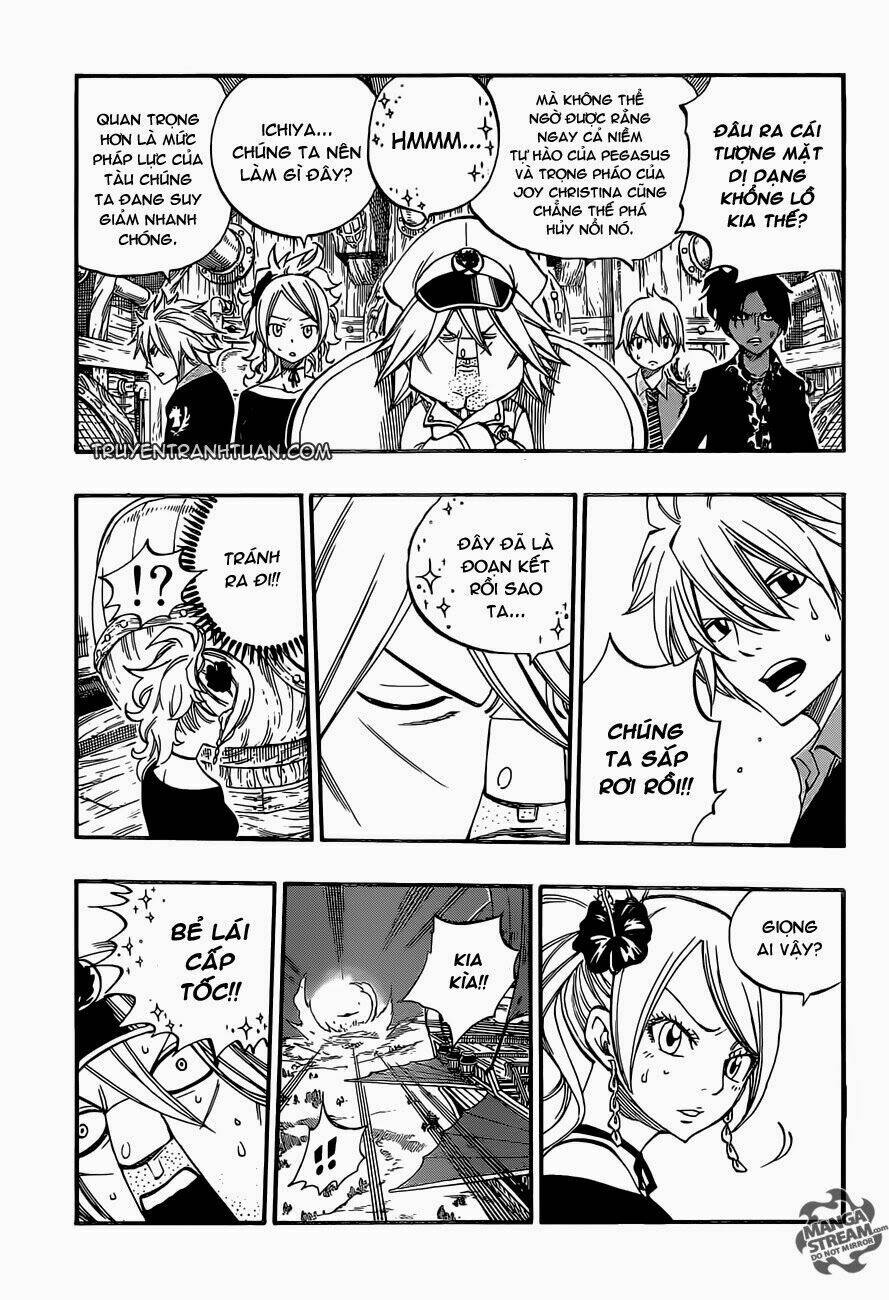 ĐÂU RA CÁI
TƯỢNG MẶT
DỊ DẠNG
KHỔNG LỒ
KIA THẾ?
MÀ KHÔNG THỂ
NGỜ ĐƯỢC RẰNG
NGAY CẢ NIỀM
TỰ HÀO CỦA PEGASUS
VÀ TRỌNG PHÁO CỦA
JOY CHRISTINA CŨNG
CHẲNG THỂ PHÁ
HỦY NỔI NÓ.
HMMM...
ICHIYA...
CHÚNG TA NÊN
LÀM GÌ ĐÂY?
QUAN TRỌNG
HƠN LÀ MỨC
PHÁP LỰC CỦA
TÀU CHÚNG
TA ĐANG SUY
GIẢM NHANH
CHÓNG.
TRUYENTRANHTUAN.COM
CHÚNG
TA SẮP
RƠI RỒI!!
ĐÂY ĐÃ LÀ
ĐOẠN KẾT
RỒI SAO
TA...
TRÁNH
RA ĐI!!
!?
GIỌNG
AI VẬY?
KIA
KÌA!!
!!
BẺ LÁI
CẤP
TỐC!!
MANGA
STREAM.com
DO NOT MIRROR